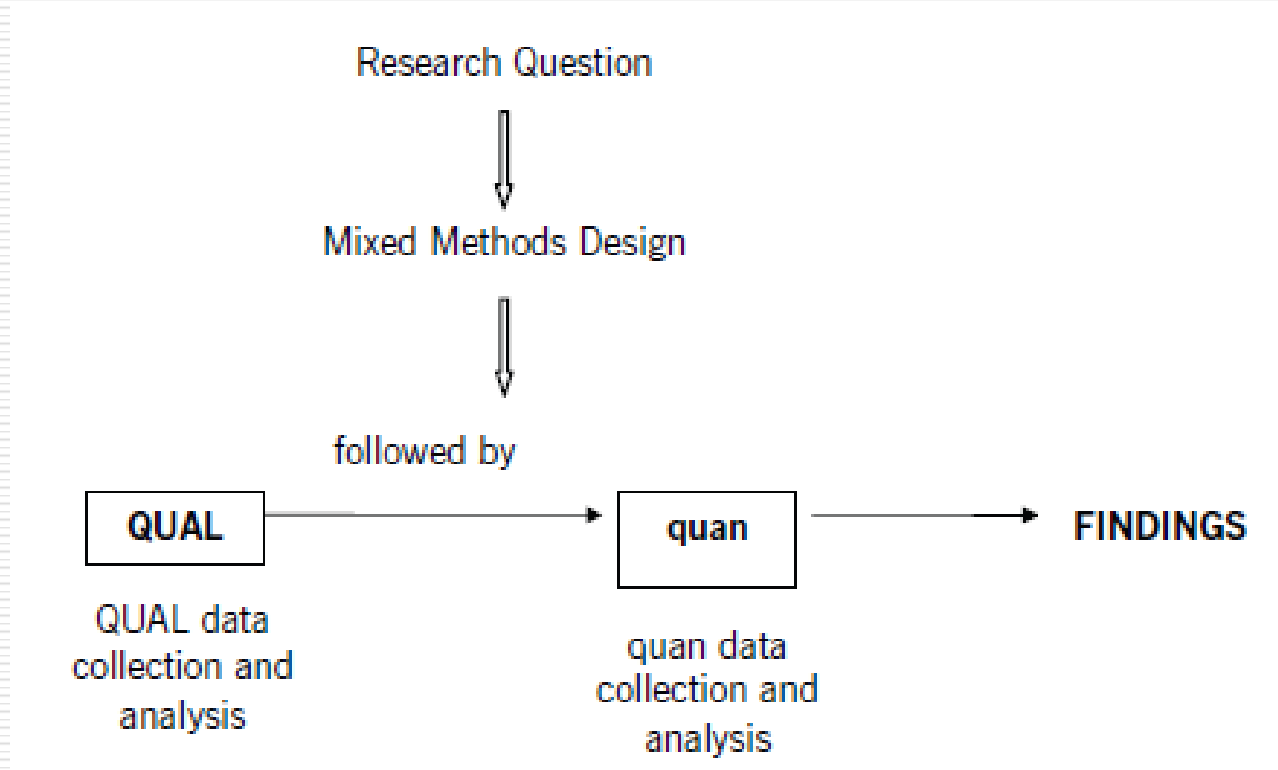 Research Question
Mixed Methods Design
followed by
QUAL
quan
FINDINGS
QUAL data
collection and
analysis
quan data
collection and
analysis